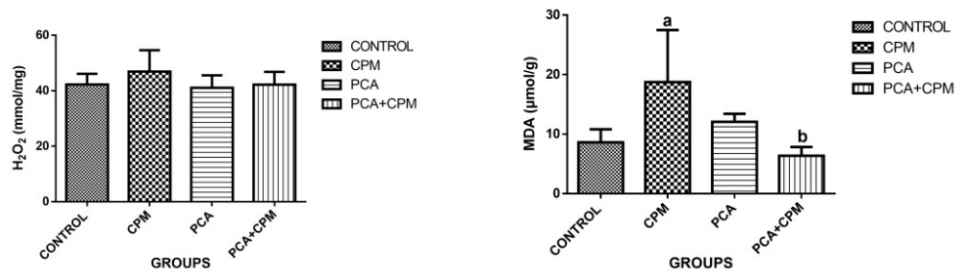 H₂O₂ (mmol/mg)
60
40
20
0
CONTROL
CPM
PCA
PCA+CPM
GROUPS
CONTROL
CPM
PCA
PCA+CPM
MDA (μmol/g)
30
20
10
0
a
b
CONTROL
CPM
PCA
PCA+CPM
GROUPS
CONTROL
CPM
PCA
PCA+CPM